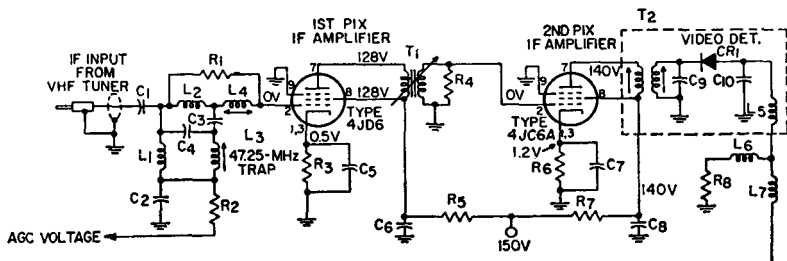 IF INPUT
FROM
VHF TUNER
C1
R1
L2
L4
C3
C4
L3
47.25-MHz
TRAP
L1
C2
R2
AGC VOLTAGE
1ST PIX
IF AMPLIFIER
7
9
2
8
1,3
0V
128V
128V
TYPE
4JD6
0.5V
R3
C5
T1
R4
C6
R5
150V
R7
C8
2ND PIX
IF AMPLIFIER
7
9
2
8
1,3
0V
140V
TYPE
4JC6A
1.2V
R6
C7
140V
T2
VIDEO DET.
CR1
C9
C10
L5
L6
R8
L7